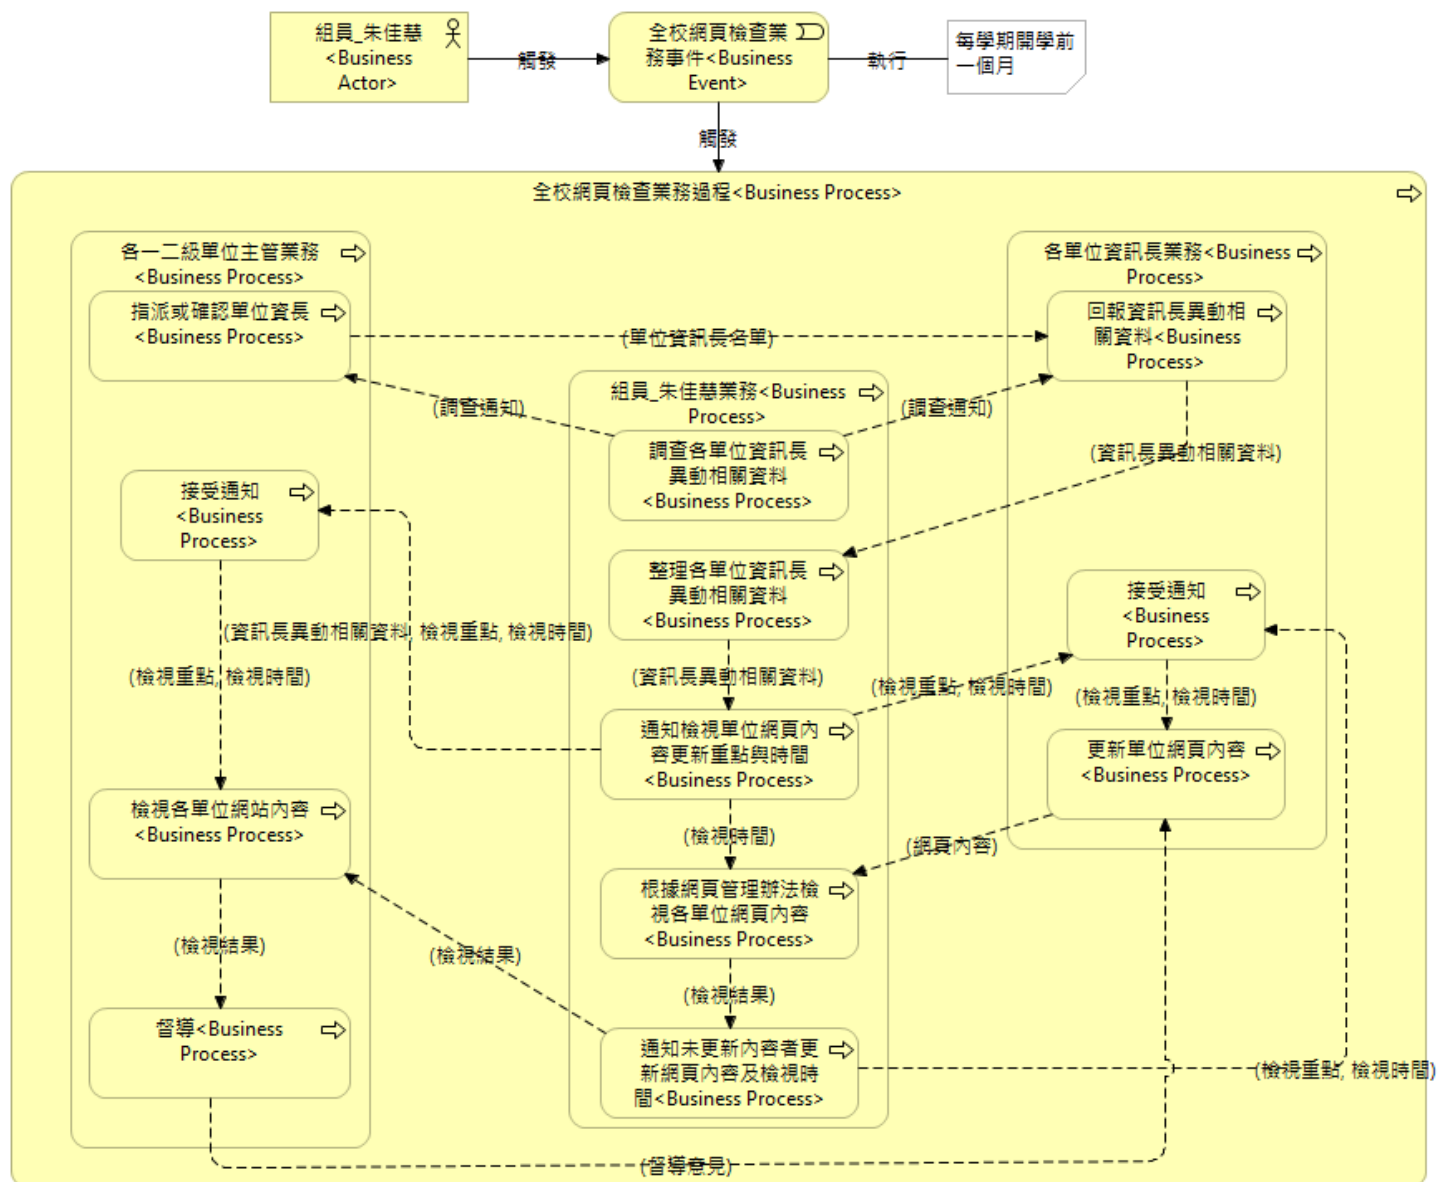 組員_朱佳慧
<Business
Actor>
觸發
全校網頁檢查業
務事件<Business
Event>
執行
每學期開學前
一個月
觸發
全校網頁檢查業務過程<Business Process>
各一二級單位主管業務
<Business Process>
指派或確認單位資長
<Business Process>
(單位資訊長名單)
各單位資訊長業務<Business
Process>
回報資訊長異動相
關資料<Business
Process>
(調查通知)
組員_朱佳慧業務<Business
Process>
(調查通知)
調查各單位資訊長
異動相關資料
<Business Process>
(資訊長異動相關資料)
接受通知
<Business
Process>
整理各單位資訊長
異動相關資料
<Business Process>
接受通知
<Business
Process>
(資訊長異動相關資料, 檢視重點, 檢視時間)
(檢視重點, 檢視時間)
(資訊長異動相關資料)
(檢視重點, 檢視時間)
(檢視重點, 檢視時間)
通知檢視單位網頁內
容更新重點與時間
<Business Process>
更新單位網頁內容
<Business Process>
檢視各單位網站內容
<Business Process>
(檢視時間)
(網頁內容)
根據網頁管理辦法檢
視各單位網頁內容
<Business Process>
(檢視結果)
(檢視結果)
(檢視結果)
督導<Business
Process>
通知未更新內容者更
新網頁內容及檢視時
間<Business Process>
(檢視重點, 檢視時間)
(督導意見)